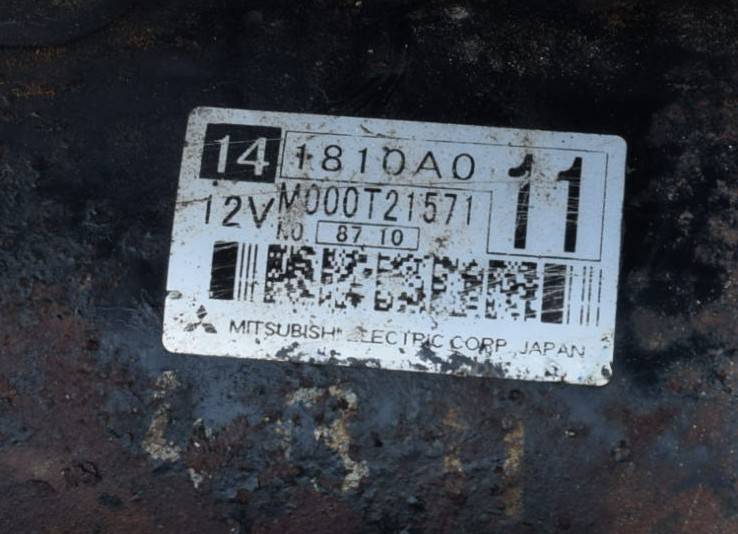 14 1810A0 11
12V M000T21571
NO. 87 10
MITSUBISHI ELECTRIC CORP. JAPAN